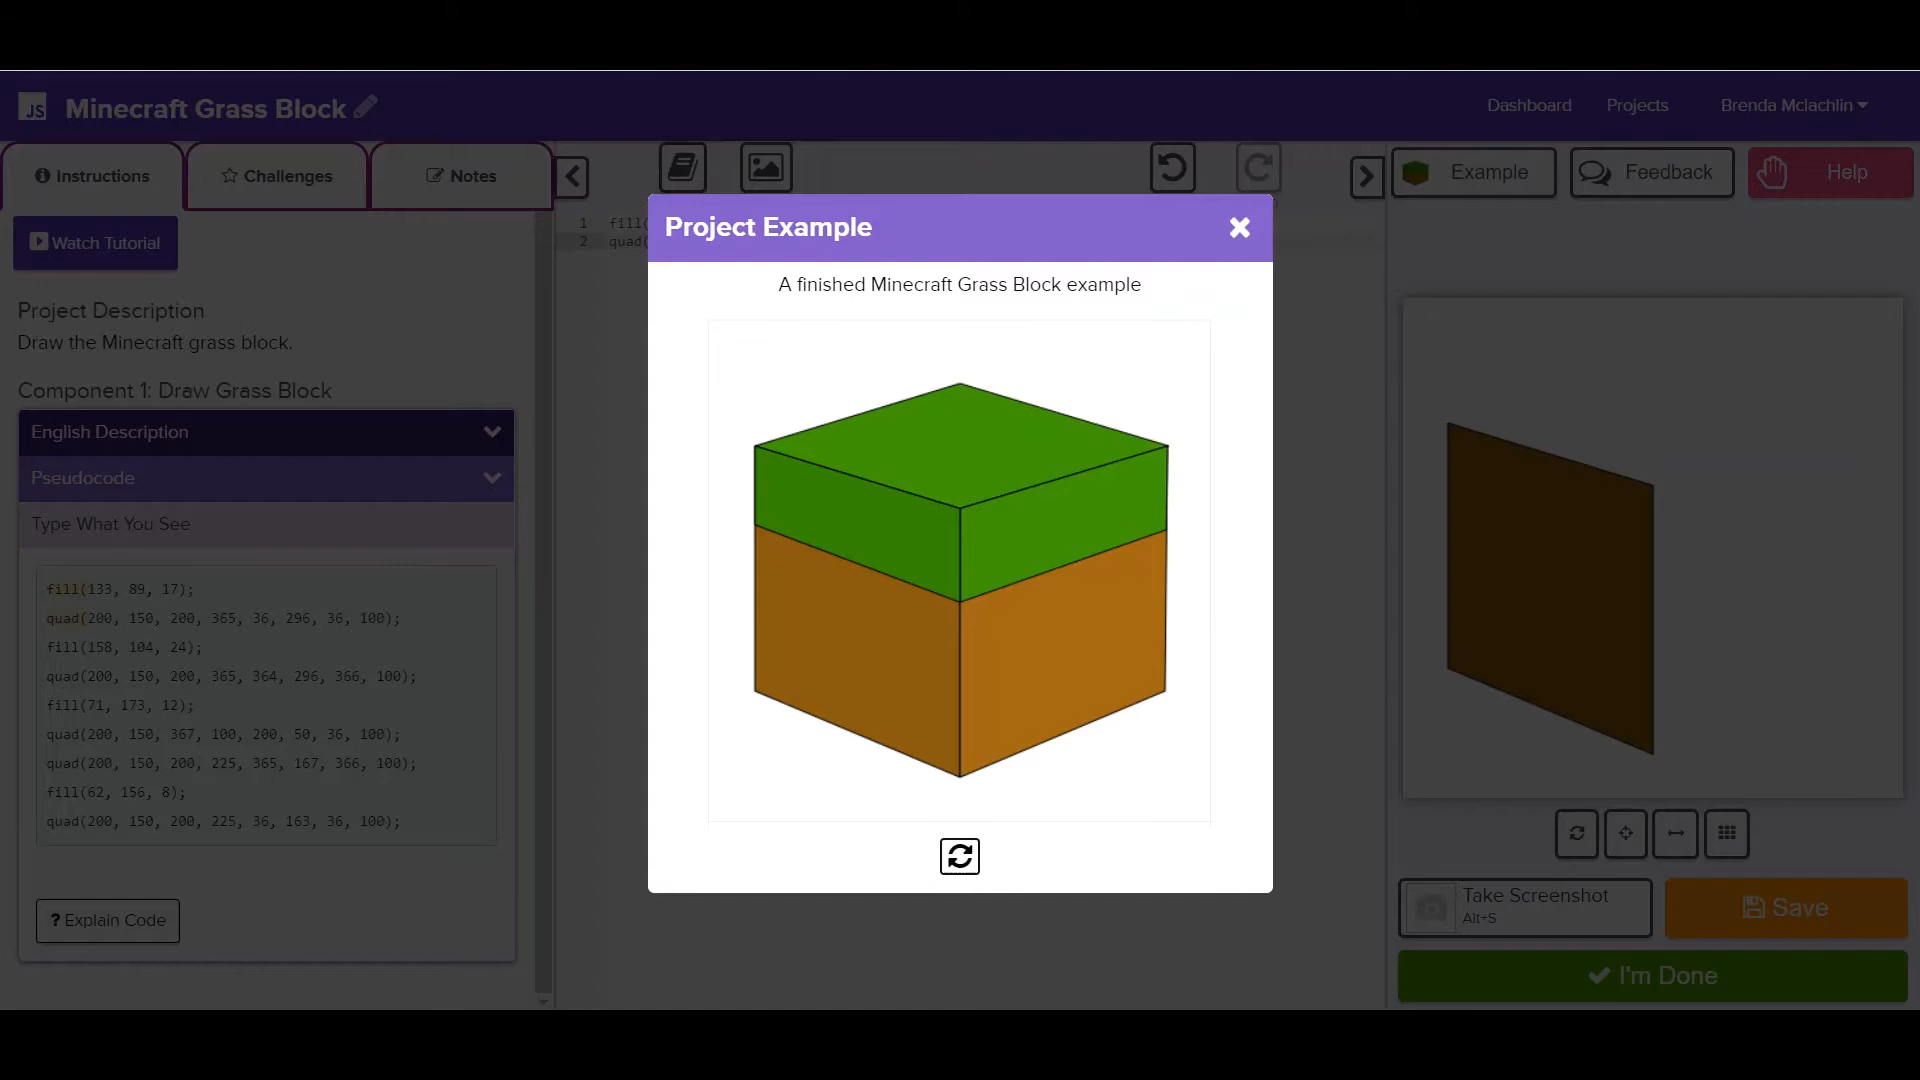 JS Minecraft Grass Block
Dashboard Projects Brenda Mclachlin
Instructions Challenges Notes
Example Feedback Help
Watch Tutorial
Project Description
Draw the Minecraft grass block.
Component 1: Draw Grass Block
English Description
Pseudocode
Type What You See
fill(133, 89, 17);
quad(200, 150, 200, 365, 36, 296, 36, 100);
fill(158, 104, 24);
quad(200, 150, 200, 365, 364, 296, 366, 100);
fill(71, 173, 12);
quad(200, 150, 367, 100, 200, 50, 36, 100);
quad(200, 150, 200, 225, 365, 167, 366, 100);
fill(62, 156, 8);
quad(200, 150, 200, 225, 36, 163, 36, 100);
? Explain Code
1 fill(
2 quad(
Project Example
A finished Minecraft Grass Block example
Take Screenshot
Alt+S
Save
I'm Done